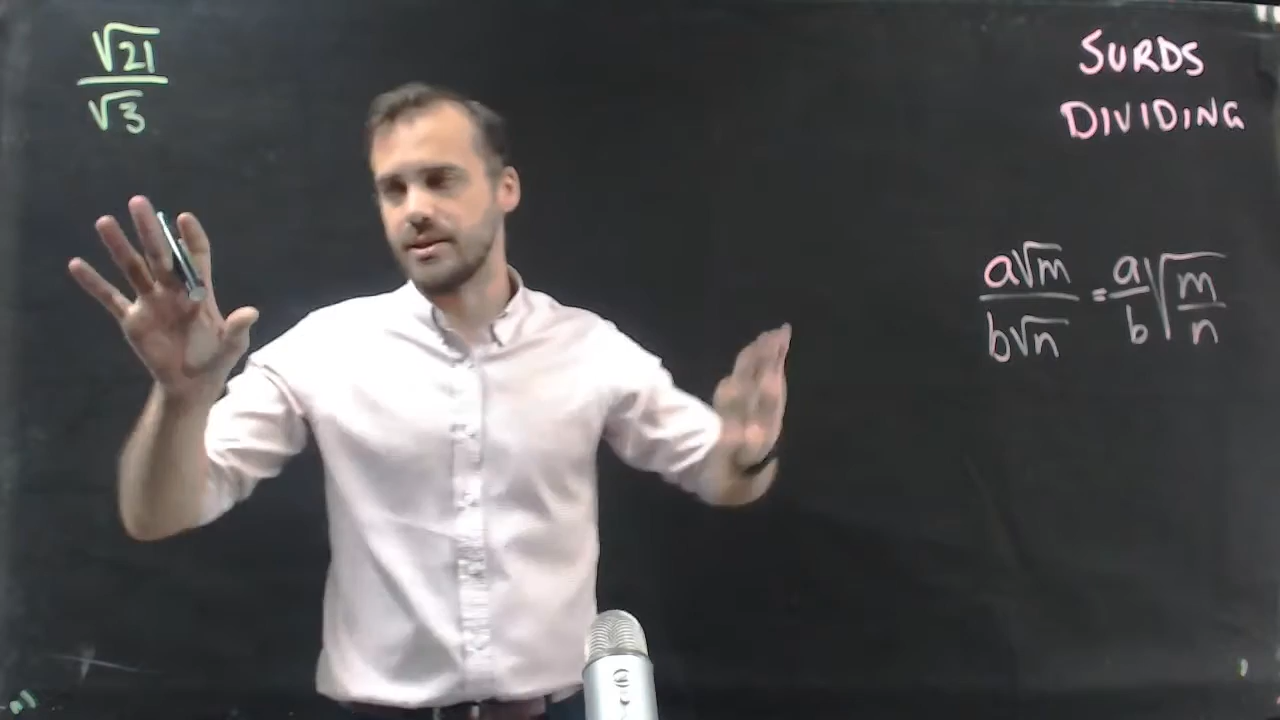 √21
√3
SURDS
DIVIDING
a√m / b√n = a/b √(m/n)